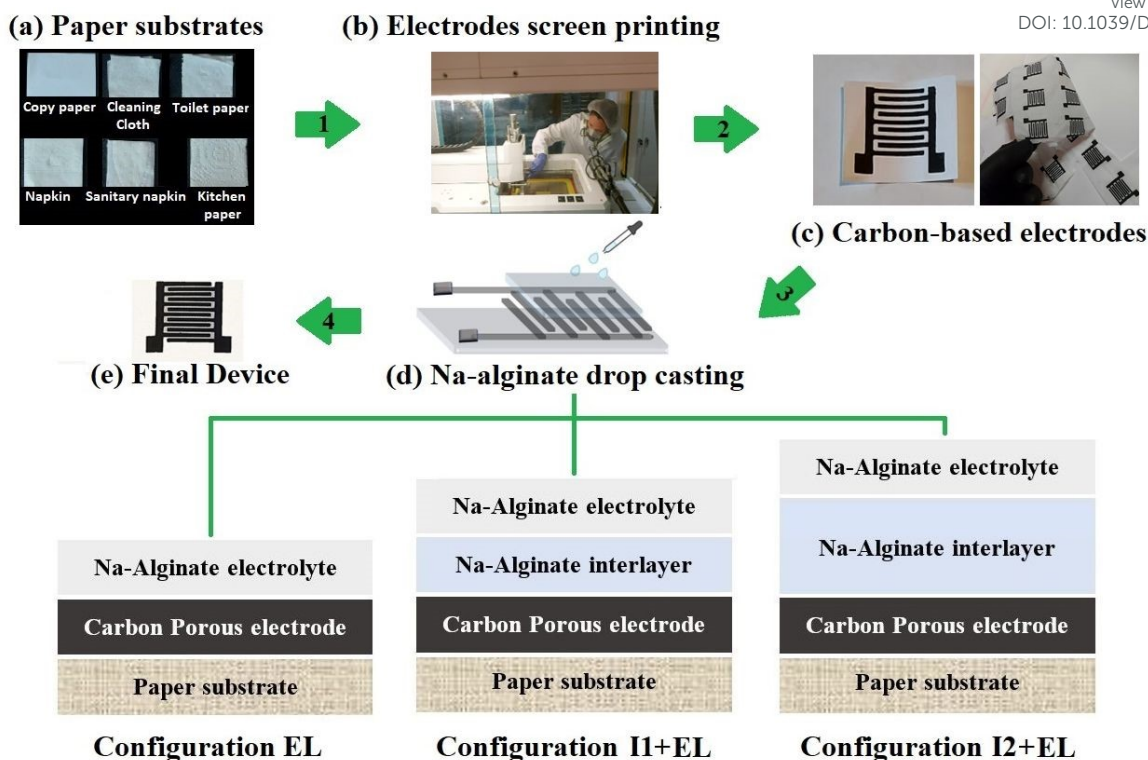 View
DOI: 10.1039/D
(a) Paper substrates
(b) Electrodes screen printing
Copy paper
Cleaning
Cloth
Toilet paper
Napkin
Sanitary napkin
Kitchen
paper
1
2
(c) Carbon-based electrodes
3
4
(e) Final Device
(d) Na-alginate drop casting
Na-Alginate electrolyte
Carbon Porous electrode
Paper substrate
Configuration EL
Na-Alginate electrolyte
Na-Alginate interlayer
Carbon Porous electrode
Paper substrate
Configuration I1+EL
Na-Alginate electrolyte
Na-Alginate interlayer
Carbon Porous electrode
Paper substrate
Configuration I2+EL